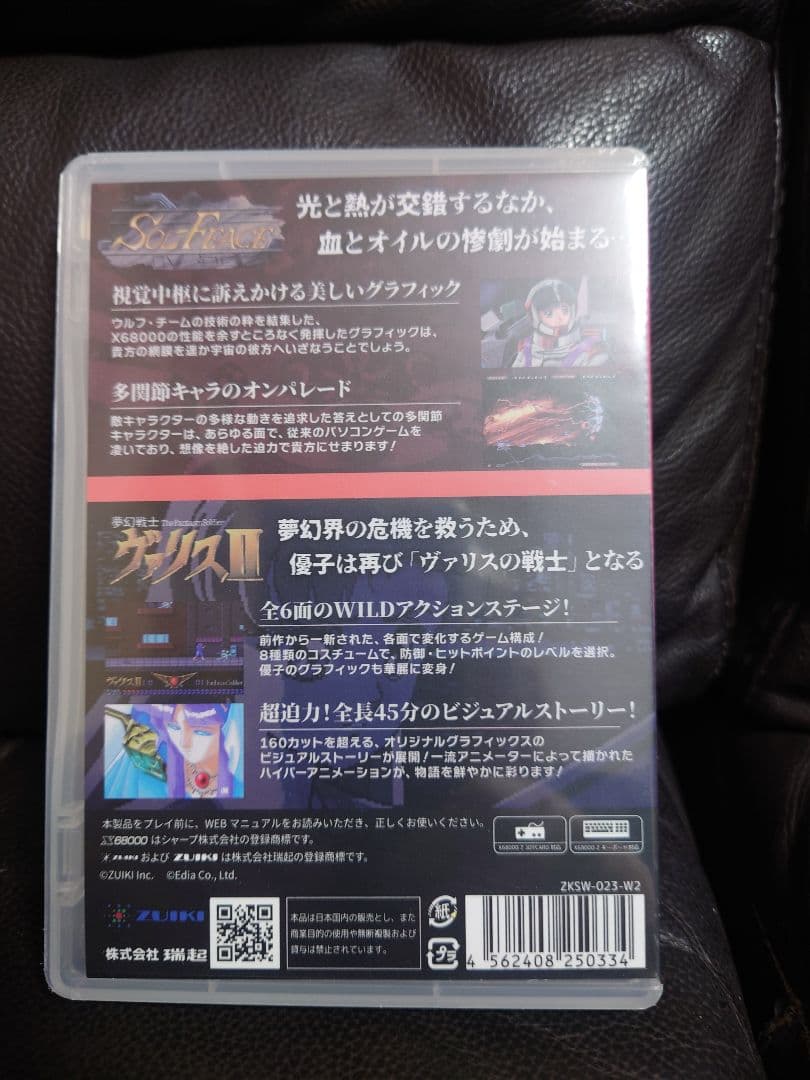 SOL-FEACE
光と熱が交錯するなか、
血とオイルの惨劇が始まる…
視覚中枢に訴えかける美しいグラフィック
ウルフ・チームの技術の粋を結集した、
X68000の性能を余すところなく発揮したグラフィックは、
貴方の網膜を遥か宇宙の彼方へいざなうことでしょう。
多関節キャラのオンパレード
敵キャラクターの多様な動きを追求した答えとしての多関節
キャラクターは、あらゆる面で、従来のパソコンゲームを
凌いでおり、想像を絶した迫力で貴方にせまります!
夢幻戦士 The Fantasm Soldier
ヴァリスII
夢幻界の危機を救うため、
優子は再び「ヴァリスの戦士」となる
全6面のWILDアクションステージ!
前作から一新された、各面で変化するゲーム構成!
8種類のコスチュームで、防御・ヒットポイントのレベルを選択。
優子のグラフィックも華麗に変身!
ヴァリスII
超迫力!全長45分のビジュアルストーリー!
160カットを超える、オリジナルグラフィックスの
ビジュアルストーリーが展開!一流アニメーターによって描かれた
ハイパーアニメーションが、物語を鮮やかに彩ります!
本製品をプレイ前に、WEBマニュアルをお読みいただき、正しくお使いください。
X68000 はシャープ株式会社の登録商標です。
ZUIKI および ZUIKI は株式会社瑞起の登録商標です。
©ZUIKI Inc. ©Edia Co., Ltd.
X68000 Z JOYCARD 対応
X68000 Z キーボード対応
ZKSW-023-W2
ZUIKI
株式会社 瑞起
本品は日本国内の販売とし、また
商業目的の使用や無断複製および
貸与は禁止されています。
紙
プラ
4 562408 250334